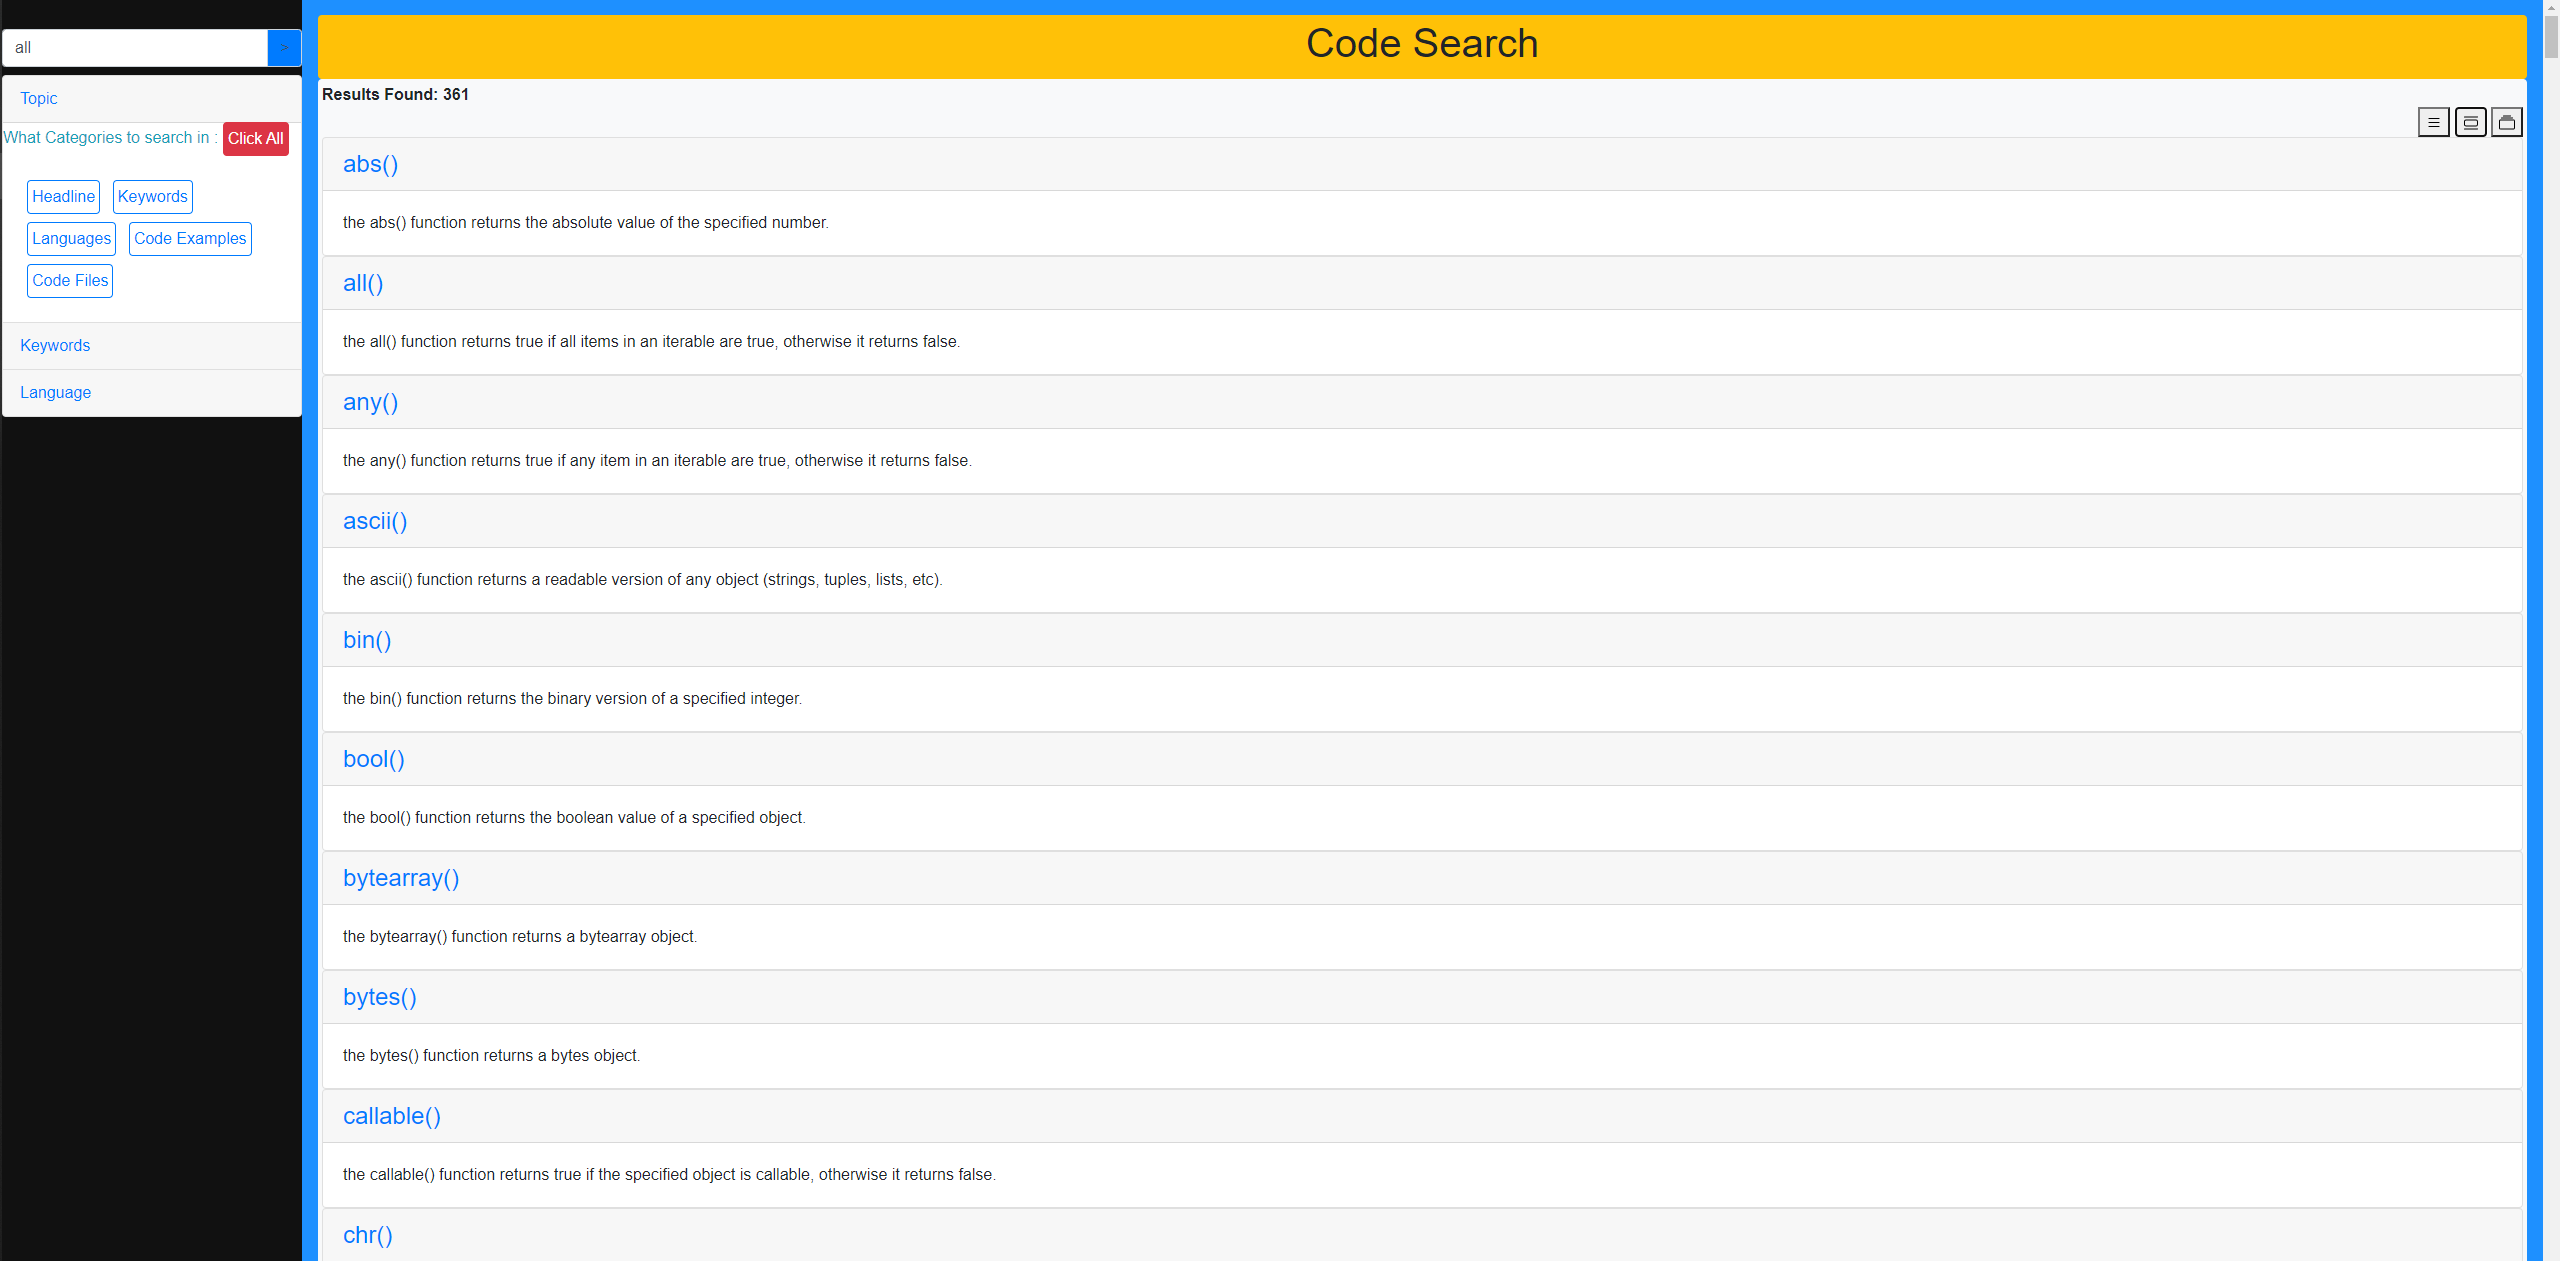 all
>
Topic
What Categories to search in : Click All
Headline Keywords
Languages Code Examples
Code Files
Keywords
Language
Code Search
Results Found: 361
abs()
the abs() function returns the absolute value of the specified number.
all()
the all() function returns true if all items in an iterable are true, otherwise it returns false.
any()
the any() function returns true if any item in an iterable are true, otherwise it returns false.
ascii()
the ascii() function returns a readable version of any object (strings, tuples, lists, etc).
bin()
the bin() function returns the binary version of a specified integer.
bool()
the bool() function returns the boolean value of a specified object.
bytearray()
the bytearray() function returns a bytearray object.
bytes()
the bytes() function returns a bytes object.
callable()
the callable() function returns true if the specified object is callable, otherwise it returns false.
chr()